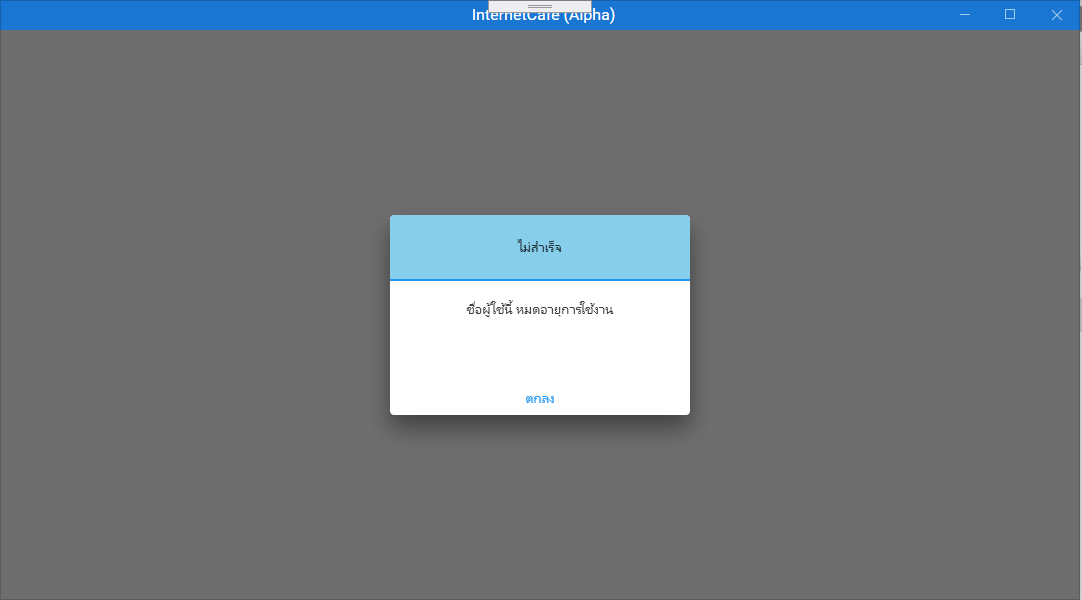 InternetCafe (Alpha)
ไม่สำเร็จ
ชื่อผู้ใช้นี้ หมดอายุการใช้งาน
ตกลง